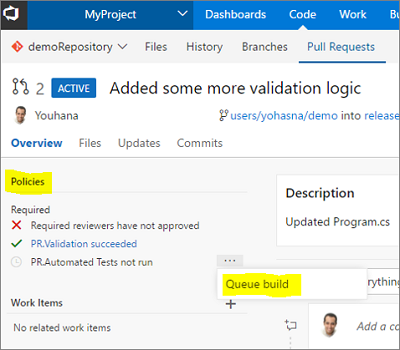 MyProject Dashboards Code Work
demoRepository Files History Branches Pull Requests
2 ACTIVE Added some more validation logic
Youhana users/yohasna/demo into release
Overview Files Updates Commits
Policies
Required
Required reviewers have not approved
PR.Validation succeeded
PR.Automated Tests not run
...
Queue build
Work Items
No related work items
Description
Updated Program.cs
Add a